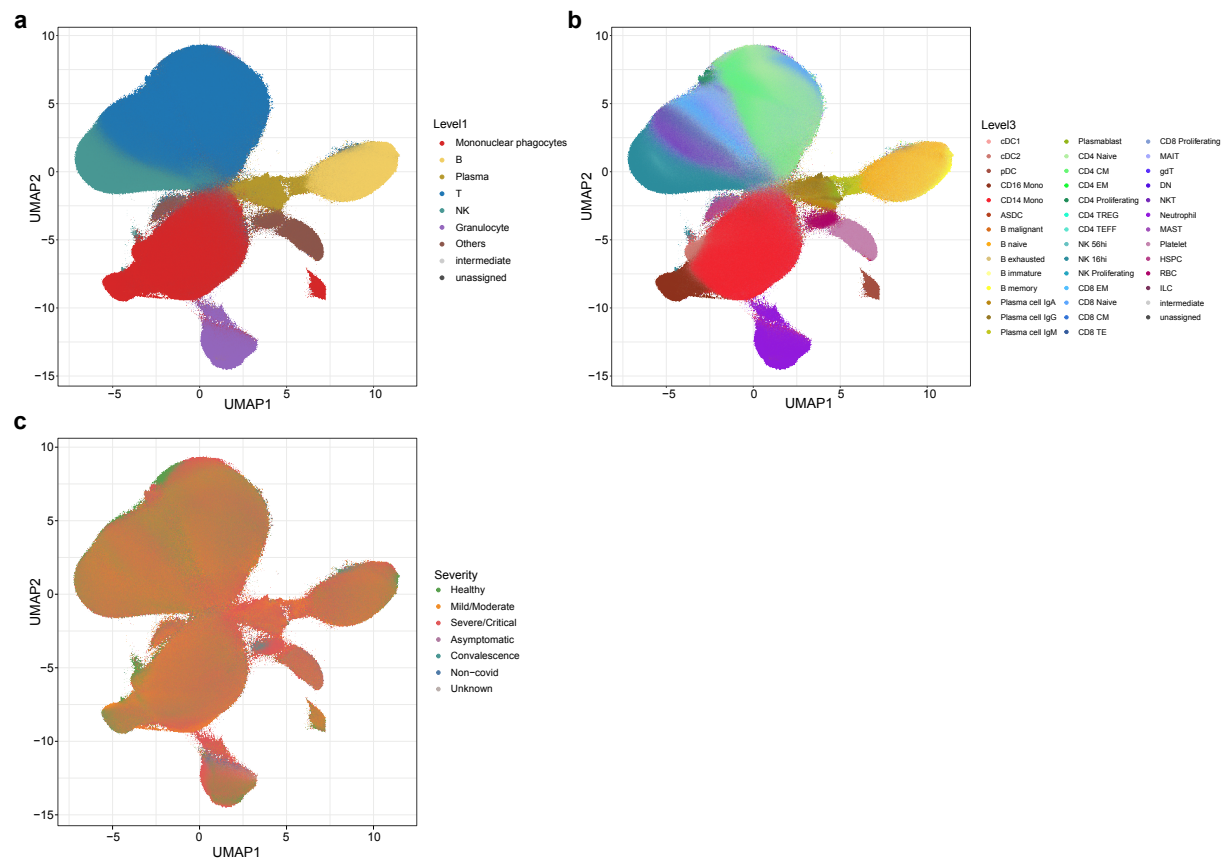 a
10
5
0
−5
−10
−15
UMAP2
−5
0
5
10
UMAP1
Level1
Mononuclear phagocytes
B
Plasma
T
NK
Granulocyte
Others
intermediate
unassigned
b
10
5
0
−5
−10
−15
UMAP2
−5
0
5
10
UMAP1
Level3
cDC1
cDC2
pDC
CD16 Mono
CD14 Mono
ASDC
B malignant
B naive
B exhausted
B immature
B memory
Plasma cell IgA
Plasma cell IgG
Plasma cell IgM
Plasmablast
CD4 Naive
CD4 CM
CD4 EM
CD4 Proliferating
CD4 TREG
CD4 TEFF
NK 56hi
NK 16hi
NK Proliferating
CD8 EM
CD8 Naive
CD8 CM
CD8 TE
CD8 Proliferating
MAIT
gdT
DN
NKT
Neutrophil
MAST
Platelet
HSPC
RBC
ILC
intermediate
unassigned
c
10
5
0
−5
−10
−15
UMAP2
−5
0
5
10
UMAP1
Severity
Healthy
Mild/Moderate
Severe/Critical
Asymptomatic
Convalescence
Non−covid
Unknown